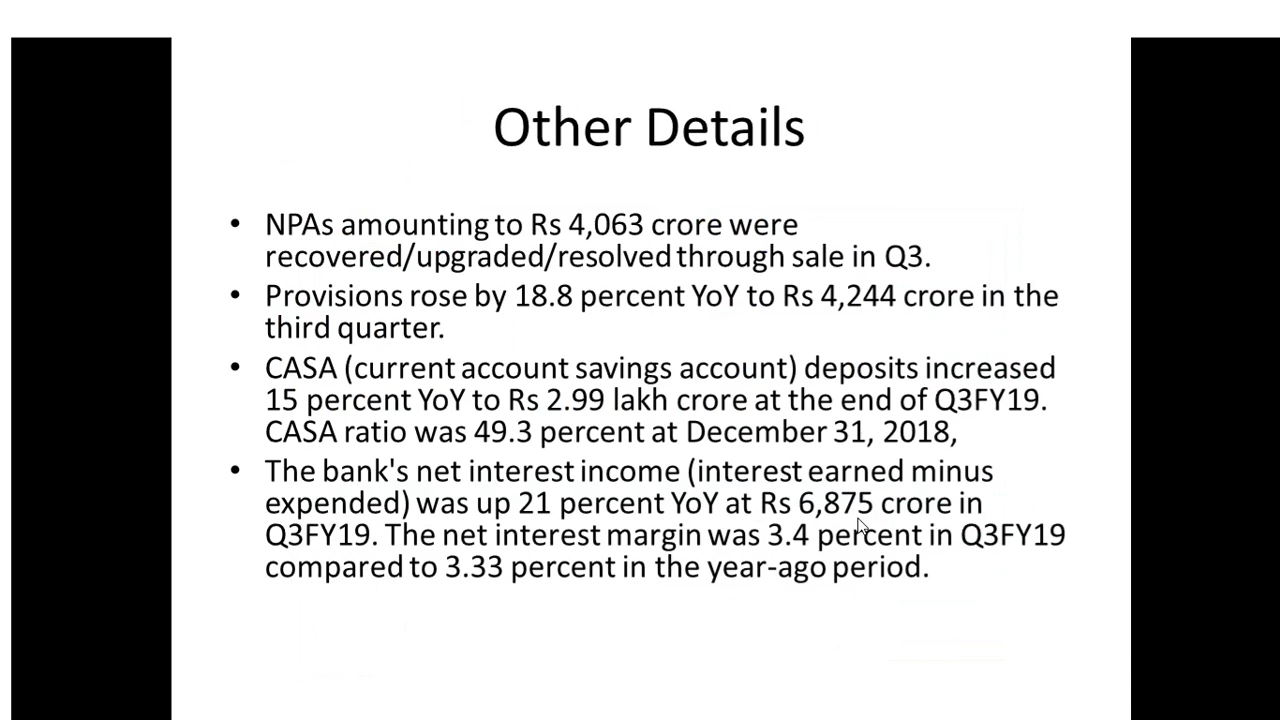 Other Details
• NPAs amounting to Rs 4,063 crore were
recovered/upgraded/resolved through sale in Q3.
• Provisions rose by 18.8 percent YoY to Rs 4,244 crore in the
third quarter.
• CASA (current account savings account) deposits increased
15 percent YoY to Rs 2.99 lakh crore at the end of Q3FY19.
CASA ratio was 49.3 percent at December 31, 2018,
• The bank's net interest income (interest earned minus
expended) was up 21 percent YoY at Rs 6,875 crore in
Q3FY19. The net interest margin was 3.4 percent in Q3FY19
compared to 3.33 percent in the year-ago period.